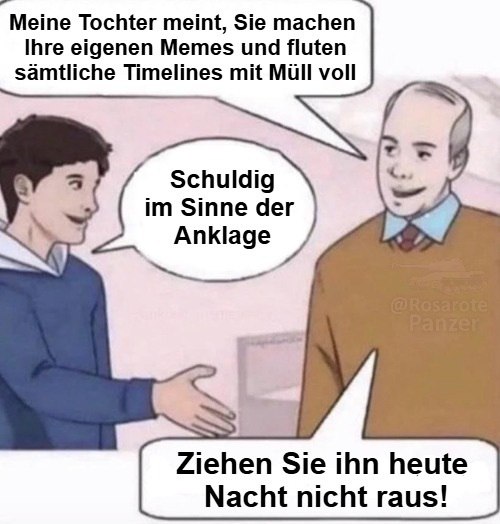 Meine Tochter meint, Sie machen
Ihre eigenen Memes und fluten
sämtliche Timelines mit Müll voll
Schuldig
im Sinne der
Anklage
@Rosarote
Panzer
Ziehen Sie ihn heute
Nacht nicht raus!